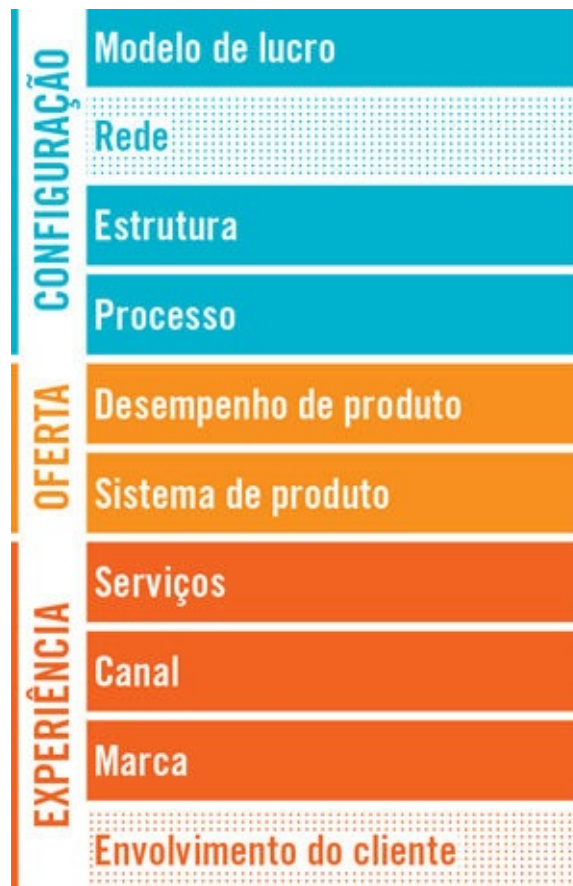 CONFIGURAÇÃO
Modelo de lucro
Rede
Estrutura
Processo
OFERTA
Desempenho de produto
Sistema de produto
EXPERIÊNCIA
Serviços
Canal
Marca
Envolvimento do cliente